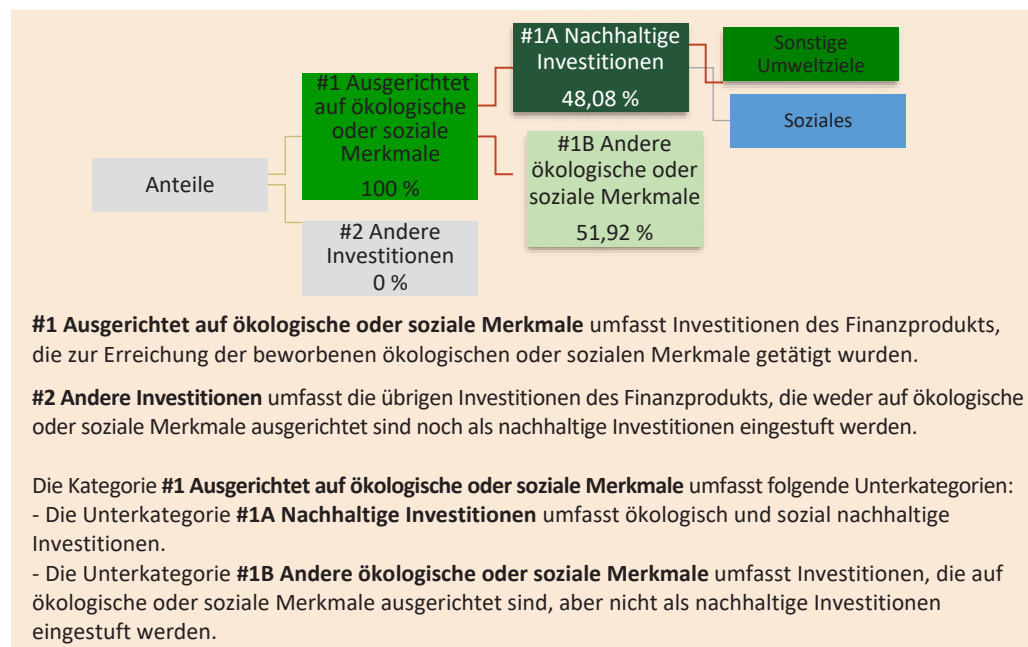 Anteile
#1 Ausgerichtet
auf ökologische
oder soziale
Merkmale
100 %
#2 Andere
Investitionen
0 %
#1A Nachhaltige
Investitionen
48,08 %
#1B Andere
ökologische oder
soziale Merkmale
51,92 %
Sonstige
Umweltziele
Soziales
#1 Ausgerichtet auf ökologische oder soziale Merkmale umfasst Investitionen des Finanzprodukts,
die zur Erreichung der beworbenen ökologischen oder sozialen Merkmale getätigt wurden.
#2 Andere Investitionen umfasst die übrigen Investitionen des Finanzprodukts, die weder auf ökologische
oder soziale Merkmale ausgerichtet sind noch als nachhaltige Investitionen eingestuft werden.
Die Kategorie #1 Ausgerichtet auf ökologische oder soziale Merkmale umfasst folgende Unterkategorien:
- Die Unterkategorie #1A Nachhaltige Investitionen umfasst ökologisch und sozial nachhaltige
Investitionen.
- Die Unterkategorie #1B Andere ökologische oder soziale Merkmale umfasst Investitionen, die auf
ökologische oder soziale Merkmale ausgerichtet sind, aber nicht als nachhaltige Investitionen
eingestuft werden.